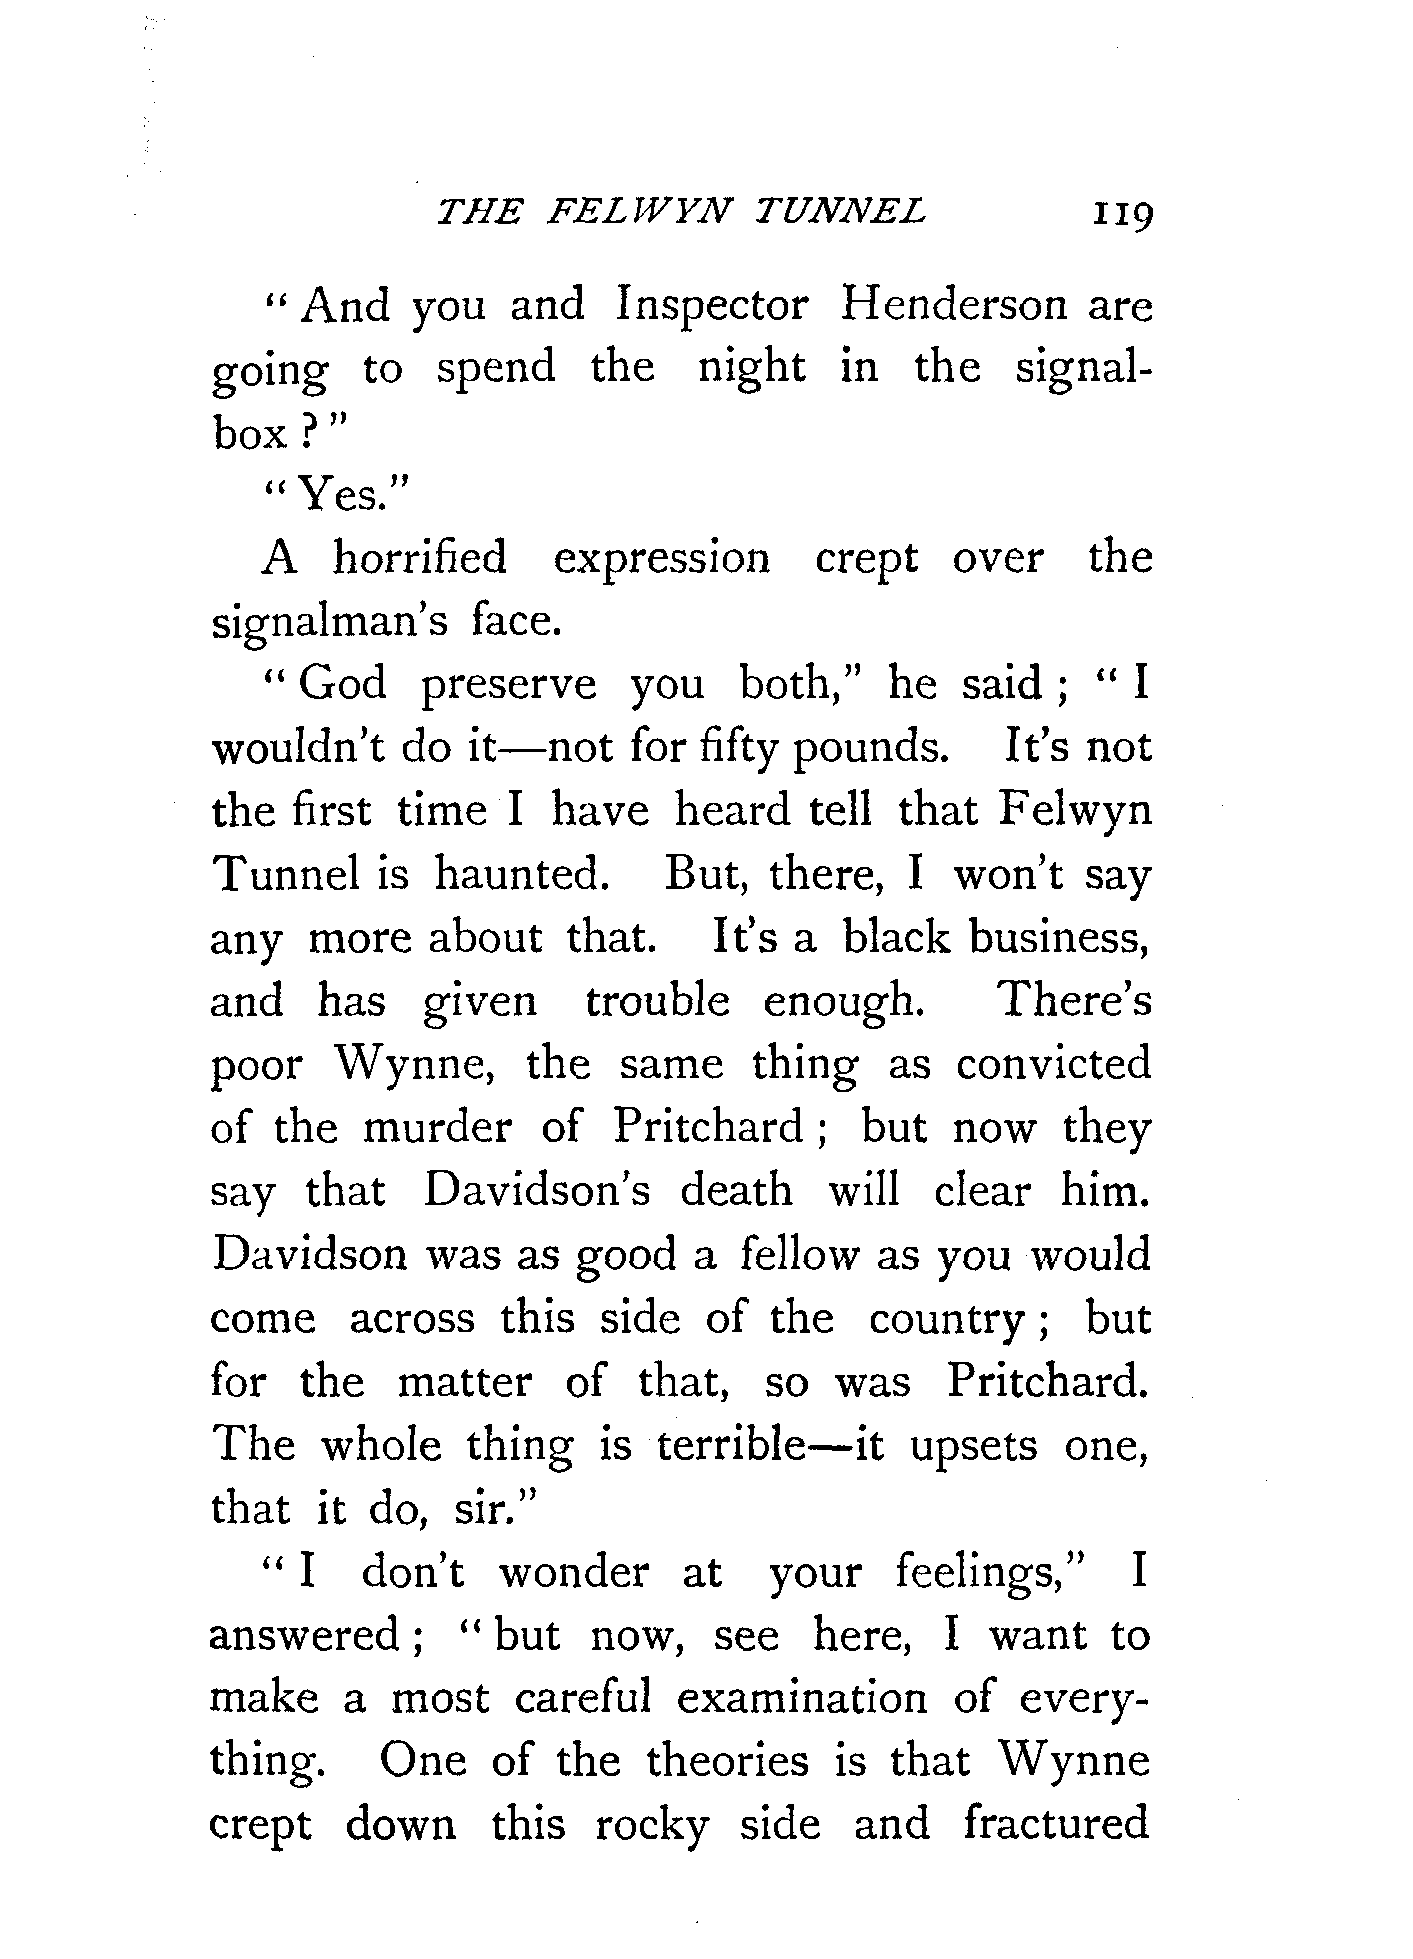 THE FELWYN TUNNEL 119
" And you and Inspector Henderson are
going to spend the night in the signal-
box ? "
" Yes."
A horrified expression crept over the
signalman's face.
" God preserve you both," he said ; " I
wouldn't do it—not for fifty pounds. It's not
the first time I have heard tell that Felwyn
Tunnel is haunted. But, there, I won't say
any more about that. It's a black business,
and has given trouble enough. There's
poor Wynne, the same thing as convicted
of the murder of Pritchard ; but now they
say that Davidson's death will clear him.
Davidson was as good a fellow as you would
come across this side of the country ; but
for the matter of that, so was Pritchard.
The whole thing is terrible—it upsets one,
that it do, sir."
" I don't wonder at your feelings," I
answered ; " but now, see here, I want to
make a most careful examination of every-
thing. One of the theories is that Wynne
crept down this rocky side and fractured